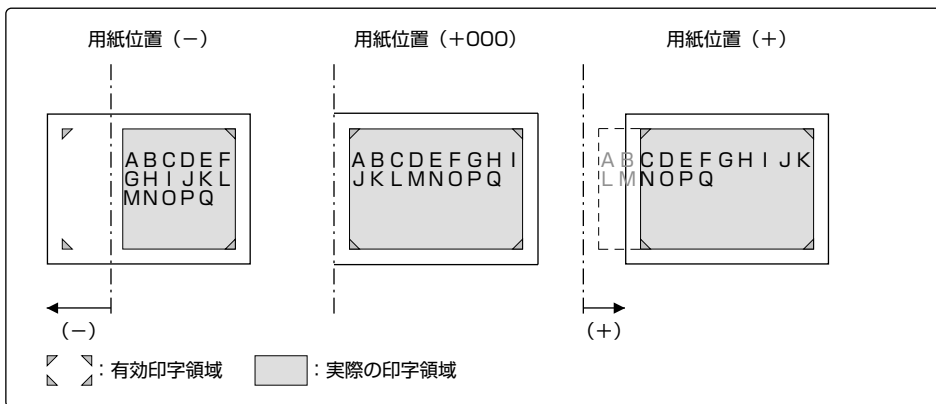 用紙位置（－）
用紙位置（＋000）
用紙位置（＋）
ABCDEF
GHIJKL
MNOPQ
ABCDEFGHI
JKLMNOPQ
ABCDEFGHIJK
LMNOPQ
（－）
（＋）
：有効印字領域
：実際の印字領域